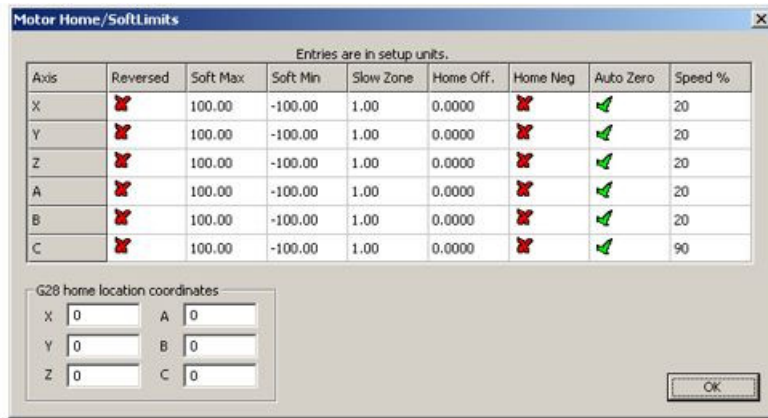 Motor Home/SoftLimits
Entries are in setup units.
Axis Reversed Soft Max Soft Min Slow Zone Home Off. Home Neg Auto Zero Speed %
X 100.00 -100.00 1.00 0.0000 20
Y 100.00 -100.00 1.00 0.0000 20
Z 100.00 -100.00 1.00 0.0000 20
A 100.00 -100.00 1.00 0.0000 20
B 100.00 -100.00 1.00 0.0000 20
C 100.00 -100.00 1.00 0.0000 90
G28 home location coordinates
X 0 A 0
Y 0 B 0
Z 0 C 0
OK